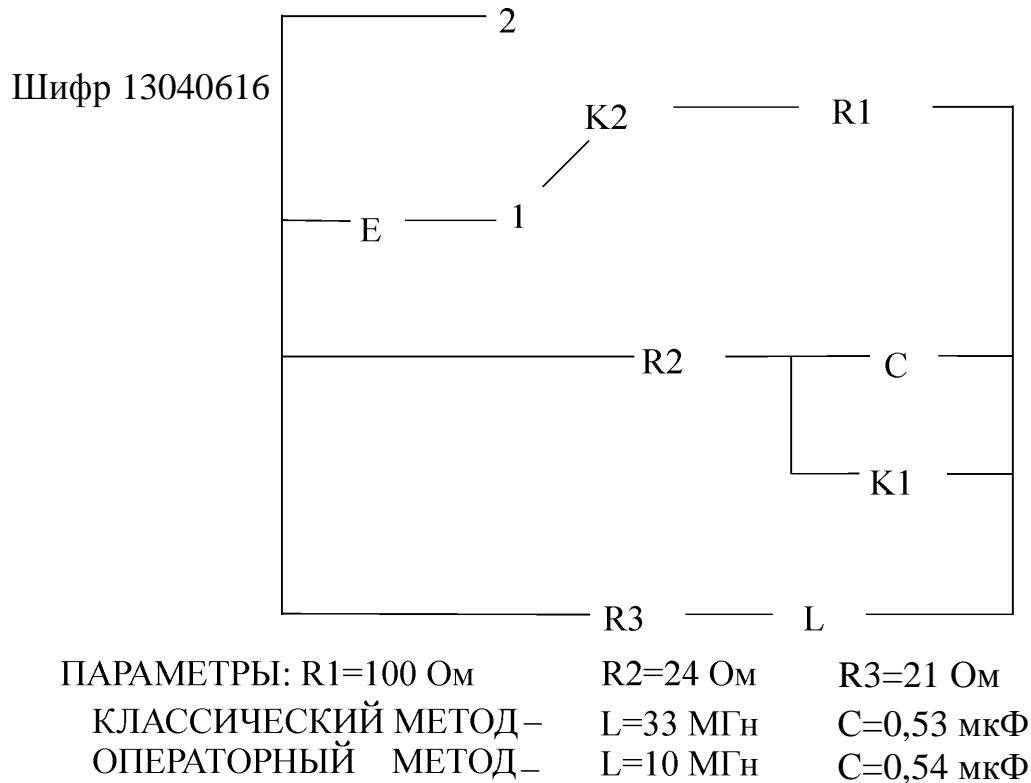 2
Шифр 13040616
K2
R1
E
1
R2
C
K1
R3
L
ПАРАМЕТРЫ: R1=100 Ом R2=24 Ом R3=21 Ом
КЛАССИЧЕСКИЙ МЕТОД– L=33 МГн C=0,53 мкФ
ОПЕРАТОРНЫЙ МЕТОД– L=10 МГн C=0,54 мкФ